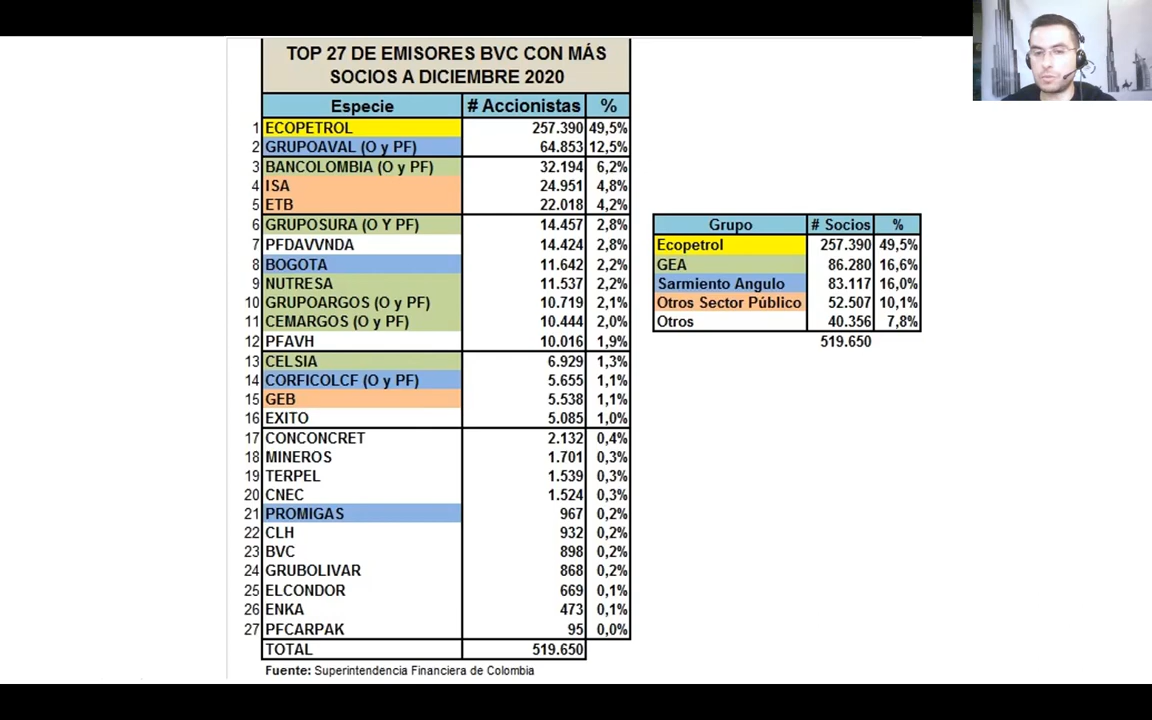 TOP 27 DE EMISORES BVC CON MÁS
SOCIOS A DICIEMBRE 2020
Especie # Accionistas %
1 ECOPETROL 257.390 49,5%
2 GRUPOAVAL (O y PF) 64.853 12,5%
3 BANCOLOMBIA (O y PF) 32.194 6,2%
4 ISA 24.951 4,8%
5 ETB 22.018 4,2%
6 GRUPOSURA (O Y PF) 14.457 2,8%
7 PFDAVVNDA 14.424 2,8%
8 BOGOTA 11.642 2,2%
9 NUTRESA 11.537 2,2%
10 GRUPOARGOS (O y PF) 10.719 2,1%
11 CEMARGOS (O y PF) 10.444 2,0%
12 PFAVH 10.016 1,9%
13 CELSIA 6.929 1,3%
14 CORFICOLCF (O y PF) 5.655 1,1%
15 GEB 5.538 1,1%
16 EXITO 5.085 1,0%
17 CONCONCRET 2.132 0,4%
18 MINEROS 1.701 0,3%
19 TERPEL 1.539 0,3%
20 CNEC 1.524 0,3%
21 PROMIGAS 967 0,2%
22 CLH 932 0,2%
23 BVC 898 0,2%
24 GRUBOLIVAR 868 0,2%
25 ELCONDOR 669 0,1%
26 ENKA 473 0,1%
27 PFCARPAK 95 0,0%
TOTAL 519.650
Fuente: Superintendencia Financiera de Colombia
Grupo # Socios %
Ecopetrol 257.390 49,5%
GEA 86.280 16,6%
Sarmiento Angulo 83.117 16,0%
Otros Sector Público 52.507 10,1%
Otros 40.356 7,8%
519.650